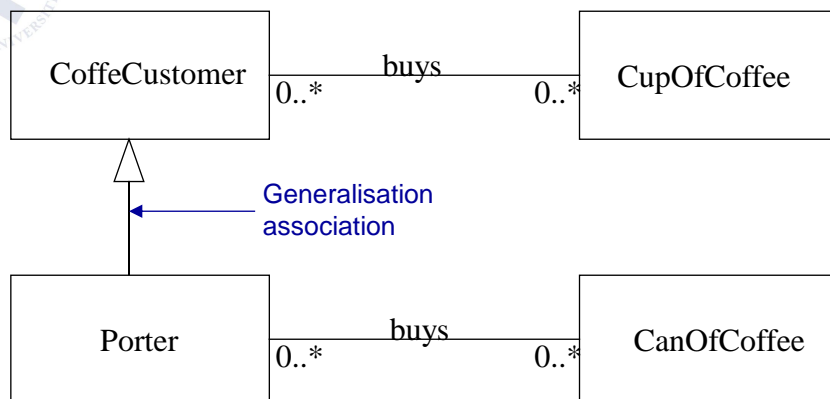 CoffeCustomer
buys
CupOfCoffee
0..*
0..*
Generalisation
association
Porter
buys
CanOfCoffee
0..*
0..*